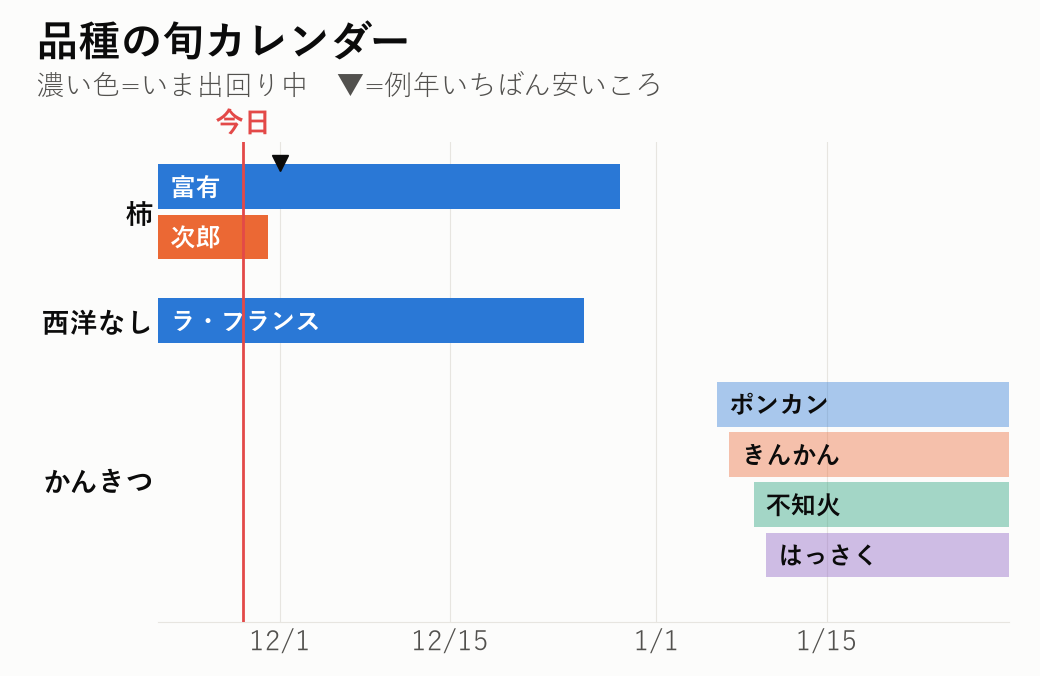 品種の旬カレンダー
濃い色=いま出回り中　▼=例年いちばん安いころ
今日
柿
富有
次郎
西洋なし
ラ・フランス
かんきつ
ポンカン
きんかん
不知火
はっさく
12/1
12/15
1/1
1/15